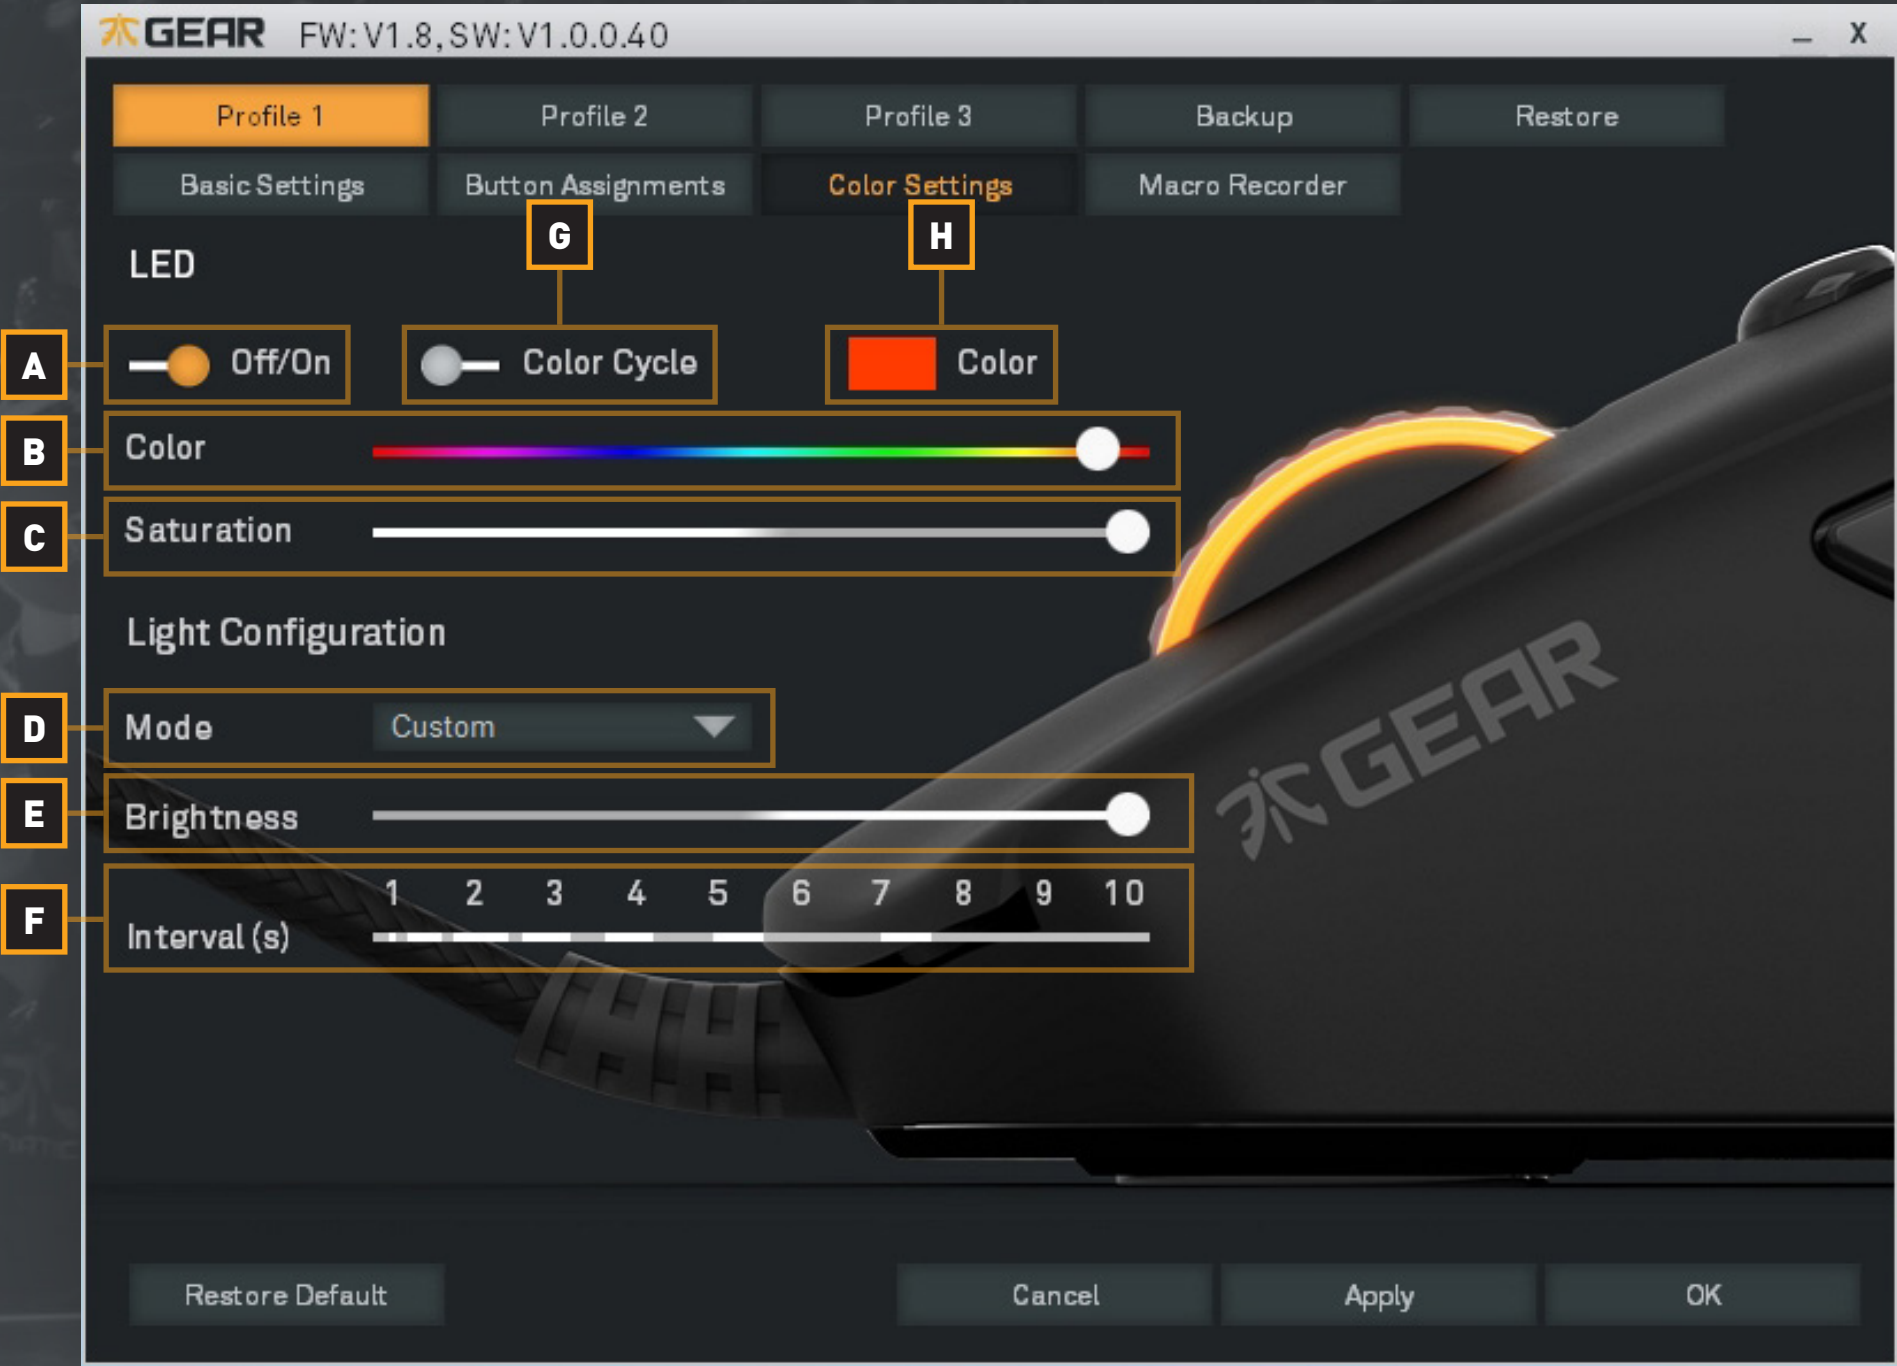 GEAR FW: V1.8, SW: V1.0.0.40 _ X
Profile 1 Profile 2 Profile 3 Backup Restore
Basic Settings Button Assignments Color Settings Macro Recorder
G H
LED
A Off/On Color Cycle Color
B Color
C Saturation
Light Configuration
D Mode Custom
E Brightness
1 2 3 4 5 6 7 8 9 10
F Interval (s)
GEAR
Restore Default Cancel Apply OK